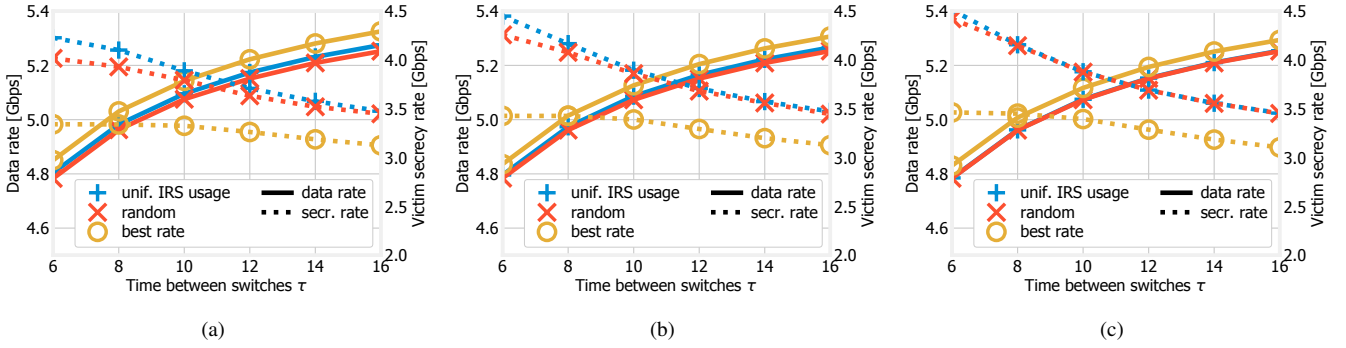 5.4
5.2
5.0
4.8
4.6
Data rate [Gbps]
4.5
4.0
3.5
3.0
2.5
2.0
Victim secrecy rate [Gbps]
unif. IRS usage
random
best rate
data rate
secr. rate
6 8 10 12 14 16
Time between switches τ
(a)
5.4
5.2
5.0
4.8
4.6
Data rate [Gbps]
4.5
4.0
3.5
3.0
2.5
2.0
Victim secrecy rate [Gbps]
unif. IRS usage
random
best rate
data rate
secr. rate
6 8 10 12 14 16
Time between switches τ
(b)
5.4
5.2
5.0
4.8
4.6
Data rate [Gbps]
4.5
4.0
3.5
3.0
2.5
2.0
Victim secrecy rate [Gbps]
unif. IRS usage
random
best rate
data rate
secr. rate
6 8 10 12 14 16
Time between switches τ
(c)